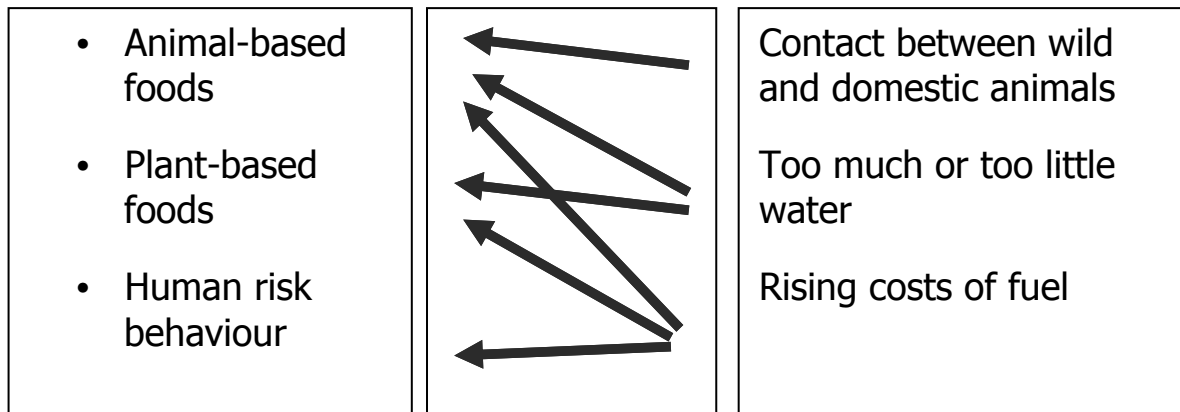 • Animal-based
foods
• Plant-based
foods
• Human risk
behaviour
Contact between wild
and domestic animals
Too much or too little
water
Rising costs of fuel